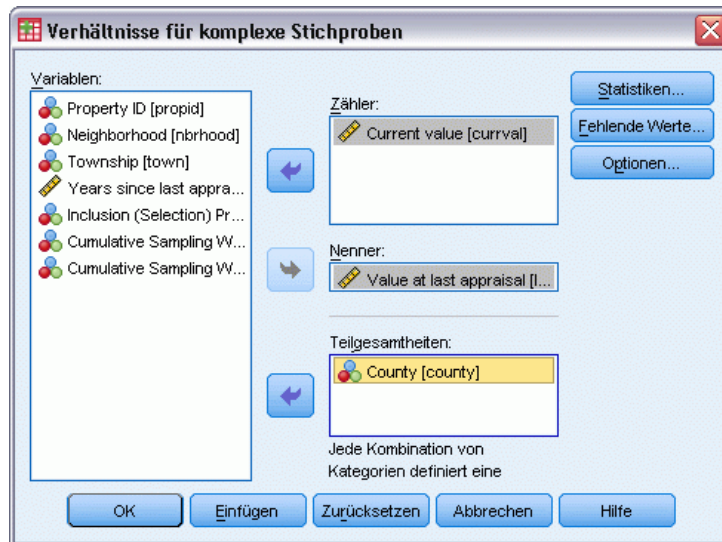 Verhältnisse für komplexe Stichproben
Variablen:
Property ID [propid]
Neighborhood [nbrhood]
Township [town]
Years since last appra...
Inclusion (Selection) Pr...
Cumulative Sampling W...
Cumulative Sampling W...
Zähler:
Current value [currval]
Nenner:
Value at last appraisal [l...
Teilgesamtheiten:
County [county]
Jede Kombination von
Kategorien definiert eine
Statistiken...
Fehlende Werte...
Optionen...
OK
Einfügen
Zurücksetzen
Abbrechen
Hilfe